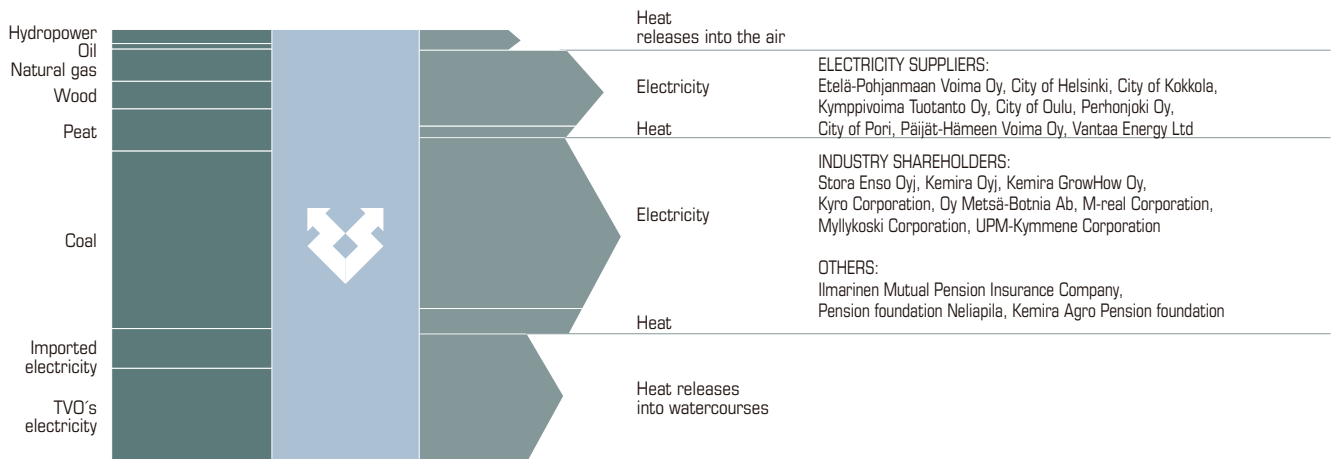 Hydropower
Oil
Natural gas
Wood
Peat
Coal
Imported
electricity
TVO´s
electricity
Heat
releases into the air
Electricity
Heat
Electricity
Heat
Heat releases
into watercourses
ELECTRICITY SUPPLIERS:
Etelä-Pohjanmaan Voima Oy, City of Helsinki, City of Kokkola,
Kymppivoima Tuotanto Oy, City of Oulu, Perhonjoki Oy,
City of Pori, Päijät-Hämeen Voima Oy, Vantaa Energy Ltd
INDUSTRY SHAREHOLDERS:
Stora Enso Oyj, Kemira Oyj, Kemira GrowHow Oy,
Kyro Corporation, Oy Metsä-Botnia Ab, M-real Corporation,
Myllykoski Corporation, UPM-Kymmene Corporation
OTHERS:
Ilmarinen Mutual Pension Insurance Company,
Pension foundation Neliapila, Kemira Agro Pension foundation